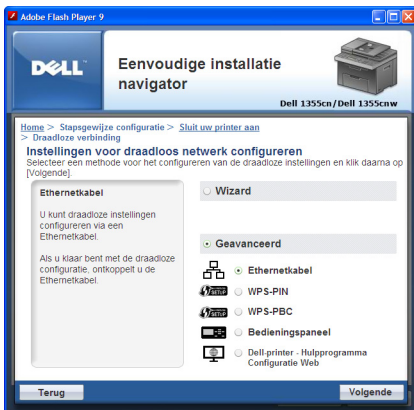 Adobe Flash Player 9
DELL
Eenvoudige installatie
navigator
Dell 1355cn/Dell 1355cnw
Home > Stapsgewijze configuratie > Sluit uw printer aan
> Draadloze verbinding
Instellingen voor draadloos netwerk configureren
Selecteer een methode voor het configureren van de draadloze instellingen en klik daarna op
[Volgende].
Ethernetkabel
U kunt draadloze instellingen
configureren via een
Ethernetkabel.
Als u klaar bent met de draadloze
configuratie, ontkoppelt u de
Ethernetkabel.
Wizard
Geavanceerd
Ethernetkabel
SETUP WPS-PIN
SETUP WPS-PBC
Bedieningspaneel
Dell-printer - Hulpprogramma
Configuratie Web
Terug
Volgende